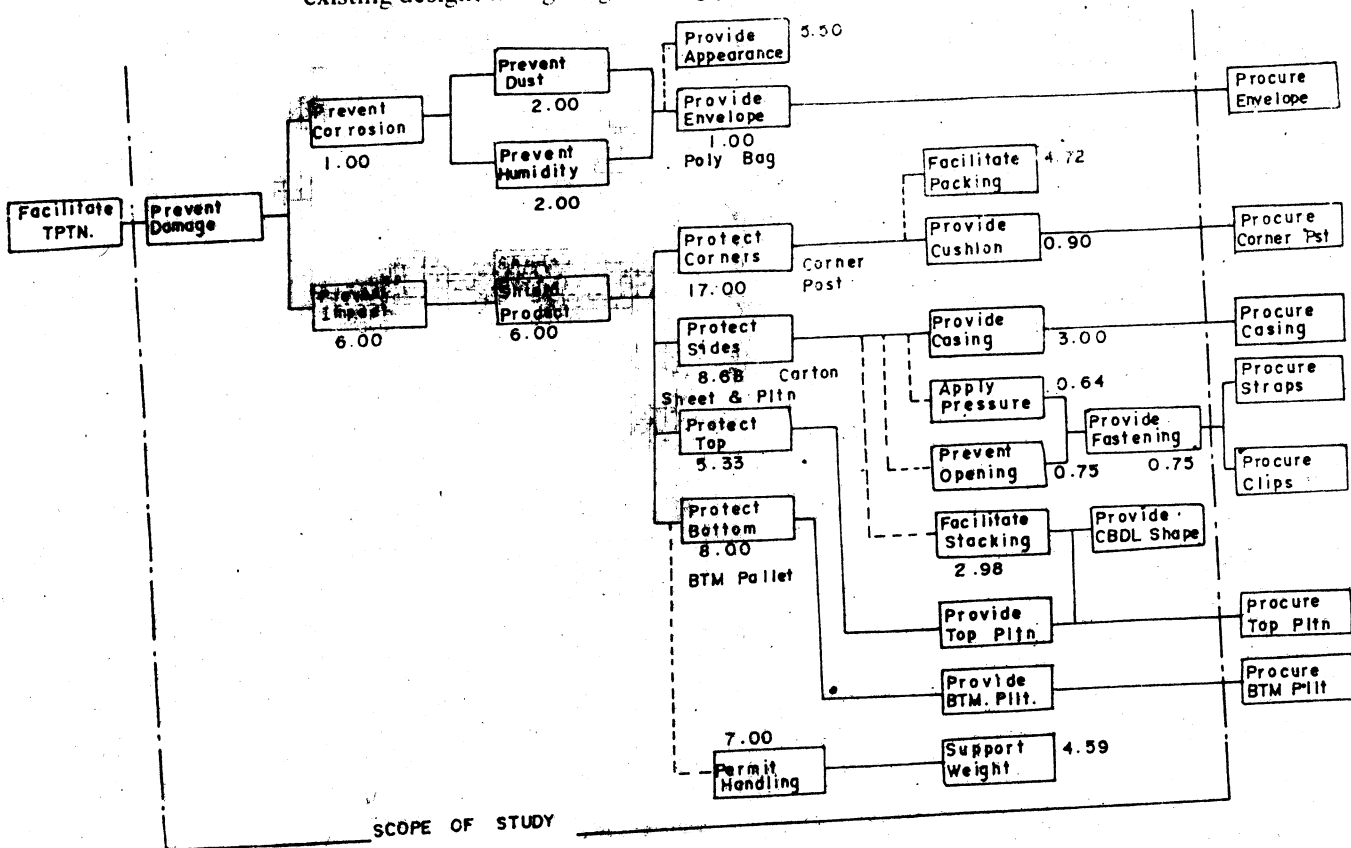 existing design.
Provide
Appearance
5.50
Prevent
Dust
2.00
Procure
Envelope
Prevent
Corrosion
1.00
Provide
Envelope
1.00
Poly Bag
Prevent
Humidity
2.00
Facilitate
Packing
4.72
Facilitate
TPTN.
Prevent
Damage
Protect
Corners
17.00
Corner
Post
Provide
Cushion
0.90
Procure
Corner Pst
Prevent
Impact
6.00
Shield
Product
6.00
Protect
Sides
8.68 Carton
Sheet & Pltn
Provide
Casing
3.00
Procure
Casing
Apply
Pressure
0.64
Procure
Straps
Protect
Top
5.33
Provide
Fastening
0.75
Prevent
Opening
0.75
Procure
Clips
Protect
Bottom
8.00
BTM Pallet
Facilitate
Stacking
2.98
Provide
CBDL Shape
Provide
Top Pltn
Procure
Top Pltn
Provide
BTM. Pllt.
Procure
BTM Pllt
7.00
Permit
Handling
Support
Weight
4.59
SCOPE OF STUDY